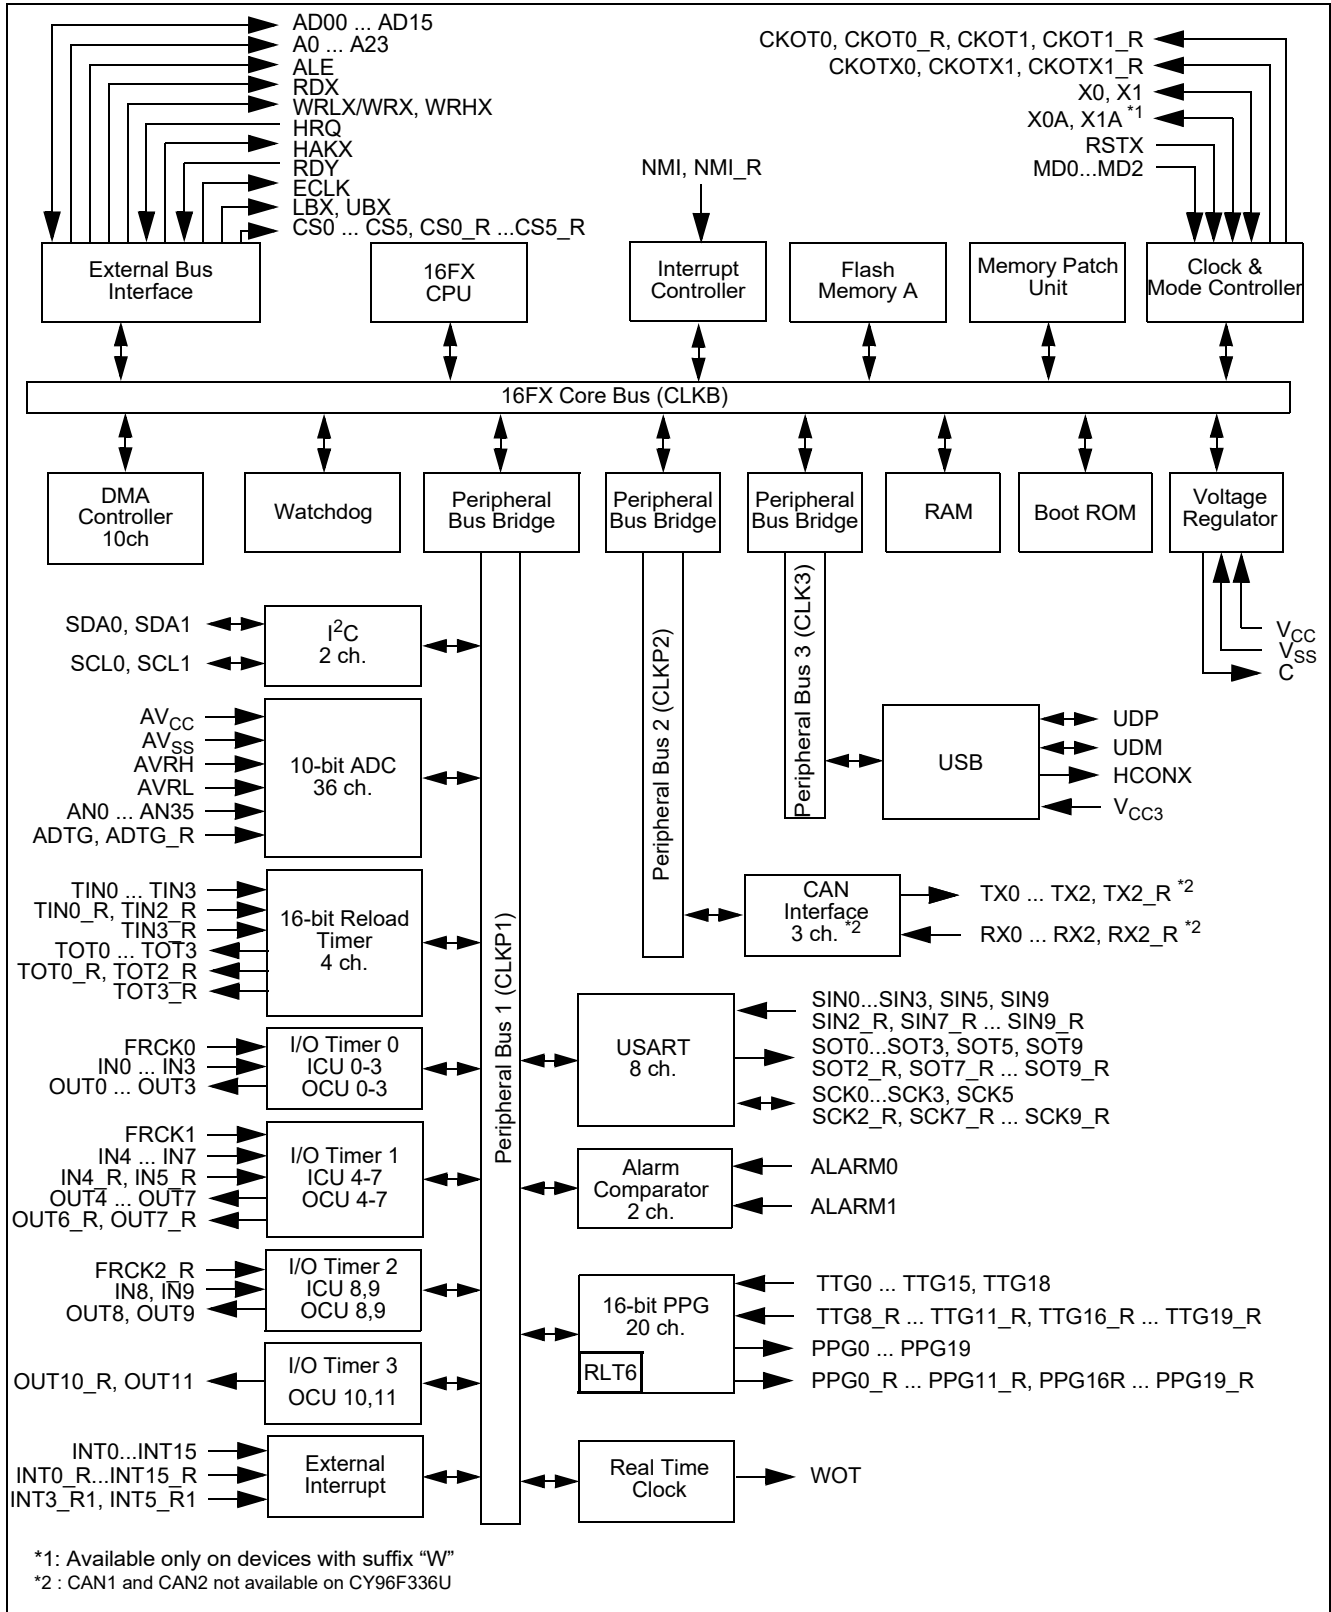 AD00 ... AD15
A0 ... A23
ALE
RDX
WRLX/WRX, WRHX
HRQ
HAKX
RDY
ECLK
LBX, UBX
CS0 ... CS5, CS0_R ...CS5_R
NMI, NMI_R
CKOT0, CKOT0_R, CKOT1, CKOT1_R
CKOTX0, CKOTX1, CKOTX1_R
X0, X1
X0A, X1A *1
RSTX
MD0...MD2
External Bus
Interface
16FX
CPU
Interrupt
Controller
Flash
Memory A
Memory Patch
Unit
Clock &
Mode Controller
16FX Core Bus (CLKB)
DMA
Controller
10ch
Watchdog
Peripheral
Bus Bridge
Peripheral
Bus Bridge
Peripheral
Bus Bridge
RAM
Boot ROM
Voltage
Regulator
VCC
VSS
C
Peripheral Bus 1 (CLKP1)
Peripheral Bus 2 (CLKP2)
Peripheral Bus 3 (CLK3)
SDA0, SDA1
SCL0, SCL1
I2C
2 ch.
AVCC
AVSS
AVRH
AVRL
AN0 ... AN35
ADTG, ADTG_R
10-bit ADC
36 ch.
TIN0 ... TIN3
TIN0_R, TIN2_R
TIN3_R
TOT0 ... TOT3
TOT0_R, TOT2_R
TOT3_R
16-bit Reload
Timer
4 ch.
FRCK0
IN0 ... IN3
OUT0 ... OUT3
I/O Timer 0
ICU 0-3
OCU 0-3
FRCK1
IN4 ... IN7
IN4_R, IN5_R
OUT4 ... OUT7
OUT6_R, OUT7_R
I/O Timer 1
ICU 4-7
OCU 4-7
FRCK2_R
IN8, IN9
OUT8, OUT9
I/O Timer 2
ICU 8,9
OCU 8,9
OUT10_R, OUT11
I/O Timer 3
OCU 10,11
INT0...INT15
INT0_R...INT15_R
INT3_R1, INT5_R1
External
Interrupt
USB
UDP
UDM
HCONX
VCC3
CAN
Interface
3 ch. *2
TX0 ... TX2, TX2_R *2
RX0 ... RX2, RX2_R *2
USART
8 ch.
SIN0...SIN3, SIN5, SIN9
SIN2_R, SIN7_R ... SIN9_R
SOT0...SOT3, SOT5, SOT9
SOT2_R, SOT7_R ... SOT9_R
SCK0...SCK3, SCK5
SCK2_R, SCK7_R ... SCK9_R
Alarm
Comparator
2 ch.
ALARM0
ALARM1
16-bit PPG
20 ch.
RLT6
TTG0 ... TTG15, TTG18
TTG8_R ... TTG11_R, TTG16_R ... TTG19_R
PPG0 ... PPG19
PPG0_R ... PPG11_R, PPG16R ... PPG19_R
Real Time
Clock
WOT
*1: Available only on devices with suffix “W”
*2 : CAN1 and CAN2 not available on CY96F336U